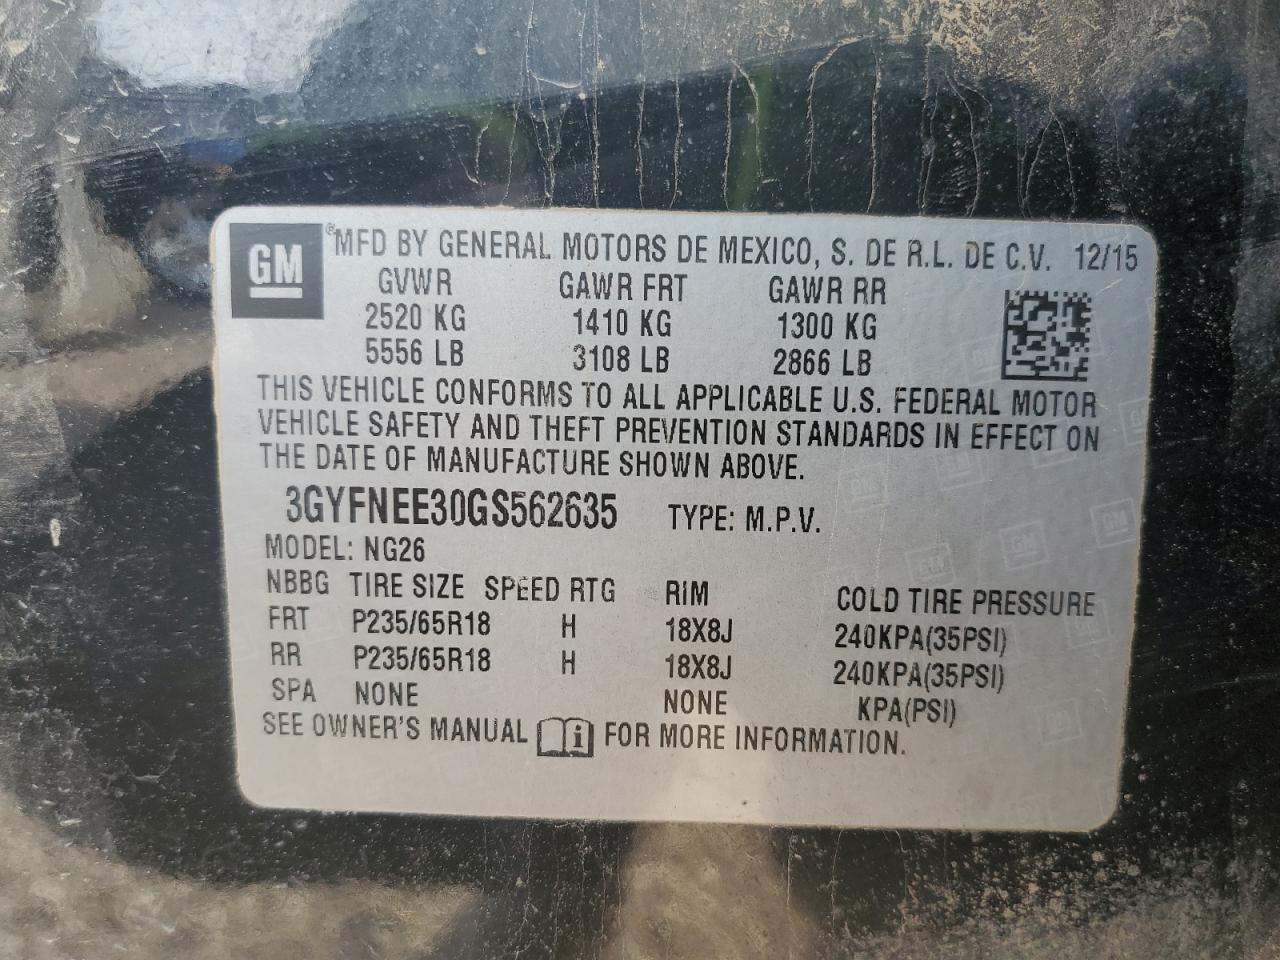 GM ® MFD BY GENERAL MOTORS DE MEXICO, S. DE R.L. DE C.V. 12/15
GVWR GAWR FRT GAWR RR
2520 KG 1410 KG 1300 KG
5556 LB 3108 LB 2866 LB
THIS VEHICLE CONFORMS TO ALL APPLICABLE U.S. FEDERAL MOTOR
VEHICLE SAFETY AND THEFT PREVENTION STANDARDS IN EFFECT ON
THE DATE OF MANUFACTURE SHOWN ABOVE.
3GYFNEE30GS562635 TYPE: M.P.V.
MODEL: NG26
NBBG TIRE SIZE SPEED RTG RIM COLD TIRE PRESSURE
FRT P235/65R18 H 18X8J 240KPA(35PSI)
RR P235/65R18 H 18X8J 240KPA(35PSI)
SPA NONE NONE KPA(PSI)
SEE OWNER'S MANUAL i FOR MORE INFORMATION.